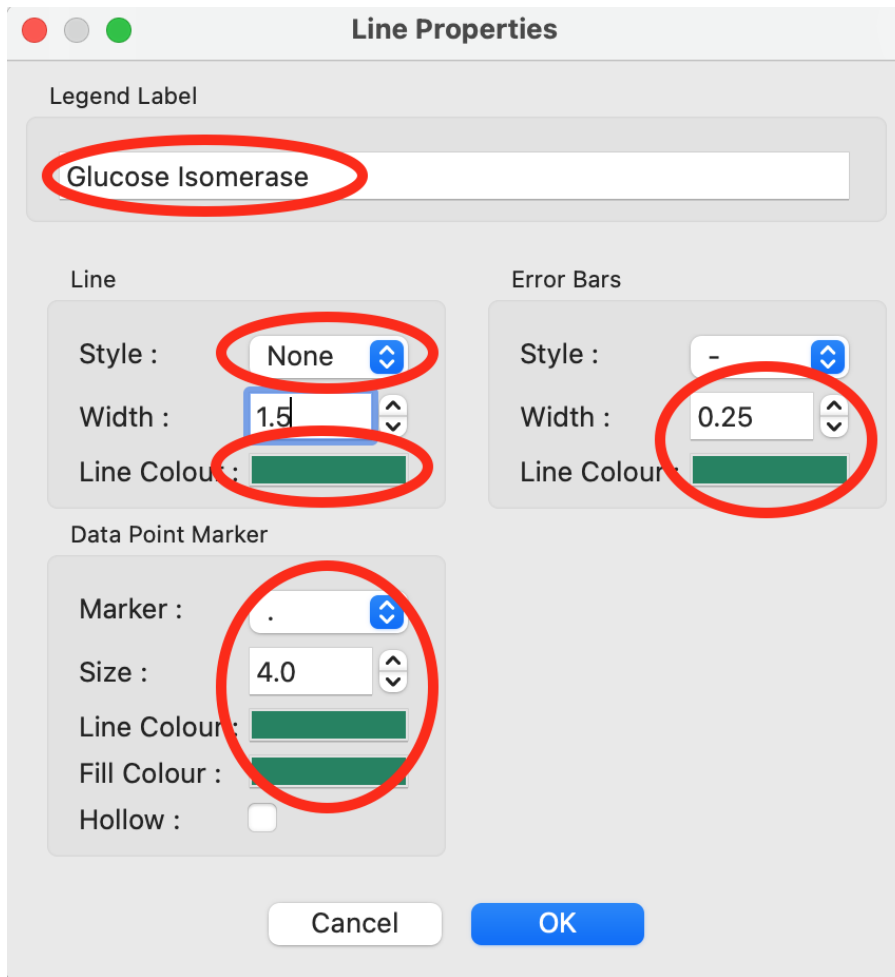 Line Properties
Legend Label
Glucose Isomerase
Line
Style :
None
Width :
1.5
Line Colour :
Error Bars
Style :
-
Width :
0.25
Line Colour :
Data Point Marker
Marker :
.
Size :
4.0
Line Colour :
Fill Colour :
Hollow :
Cancel
OK